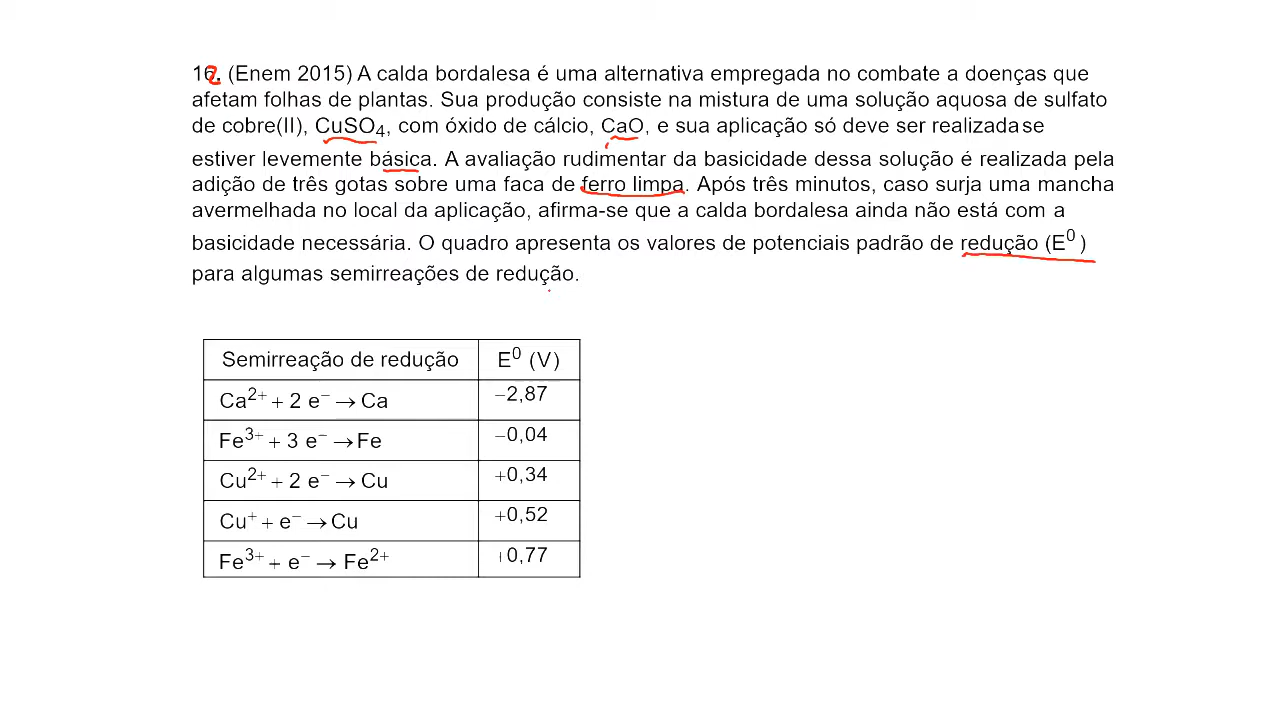 162. (Enem 2015) A calda bordalesa é uma alternativa empregada no combate a doenças que
afetam folhas de plantas. Sua produção consiste na mistura de uma solução aquosa de sulfato
de cobre(II), CuSO₄, com óxido de cálcio, CaO, e sua aplicação só deve ser realizada se
estiver levemente básica. A avaliação rudimentar da basicidade dessa solução é realizada pela
adição de três gotas sobre uma faca de ferro limpa. Após três minutos, caso surja uma mancha
avermelhada no local da aplicação, afirma-se que a calda bordalesa ainda não está com a
basicidade necessária. O quadro apresenta os valores de potenciais padrão de redução (E⁰)
para algumas semirreações de redução.
Semirreação de redução E⁰ (V)
Ca²⁺ + 2 e⁻ → Ca −2,87
Fe³⁺ + 3 e⁻ → Fe −0,04
Cu²⁺ + 2 e⁻ → Cu +0,34
Cu⁺ + e⁻ → Cu +0,52
Fe³⁺ + e⁻ → Fe²⁺ +0,77